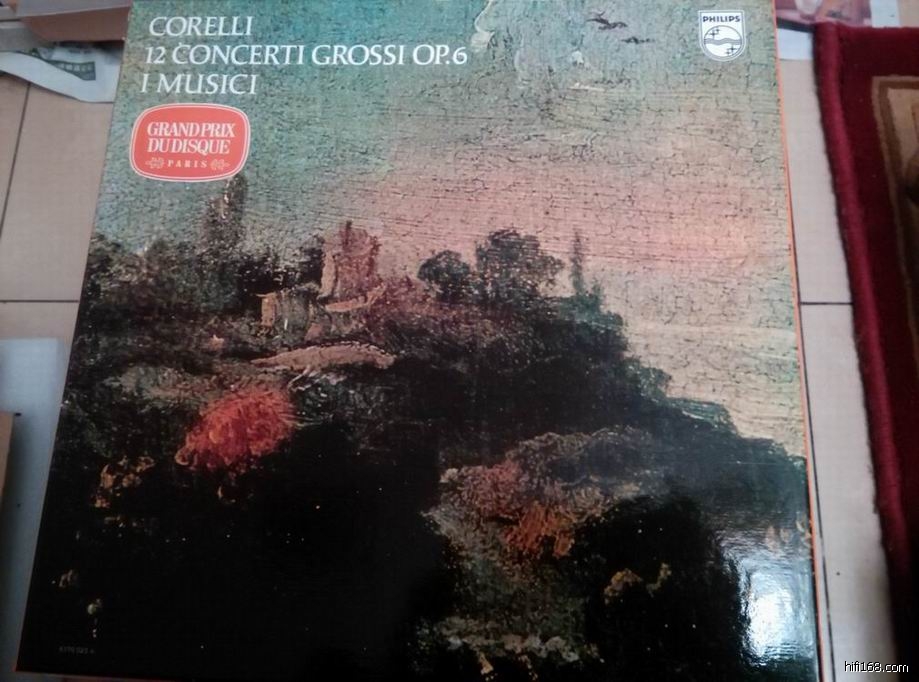 CORELLI
12 CONCERTI GROSSI OP.6
I MUSICI
PHILIPS
GRAND PRIX
DU DISQUE
PARIS
hifi168.com